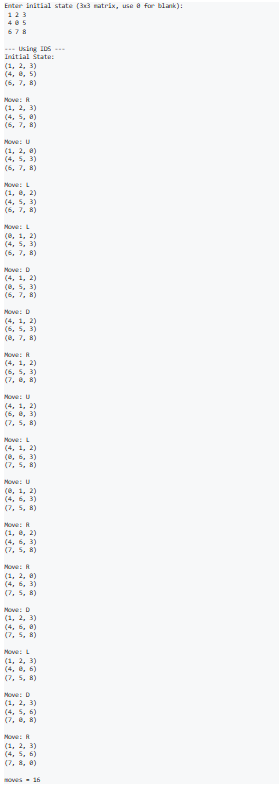 Enter initial state (3x3 matrix, use 0 for blank):
1 2 3
4 0 5
6 7 8
--- Using IDS ---
Initial State:
(1, 2, 3)
(4, 0, 5)
(6, 7, 8)
Move: R
(1, 2, 3)
(4, 5, 0)
(6, 7, 8)
Move: U
(1, 2, 0)
(4, 5, 3)
(6, 7, 8)
Move: L
(1, 0, 2)
(4, 5, 3)
(6, 7, 8)
Move: L
(0, 1, 2)
(4, 5, 3)
(6, 7, 8)
Move: D
(4, 1, 2)
(0, 5, 3)
(6, 7, 8)
Move: D
(4, 1, 2)
(6, 5, 3)
(0, 7, 8)
Move: R
(4, 1, 2)
(6, 5, 3)
(7, 0, 8)
Move: U
(4, 1, 2)
(6, 0, 3)
(7, 5, 8)
Move: L
(4, 1, 2)
(0, 6, 3)
(7, 5, 8)
Move: U
(0, 1, 2)
(4, 6, 3)
(7, 5, 8)
Move: R
(1, 0, 2)
(4, 6, 3)
(7, 5, 8)
Move: R
(1, 2, 0)
(4, 6, 3)
(7, 5, 8)
Move: D
(1, 2, 3)
(4, 6, 0)
(7, 5, 8)
Move: L
(1, 2, 3)
(4, 0, 6)
(7, 5, 8)
Move: D
(1, 2, 3)
(4, 5, 6)
(7, 0, 8)
Move: R
(1, 2, 3)
(4, 5, 6)
(7, 8, 0)
moves = 16